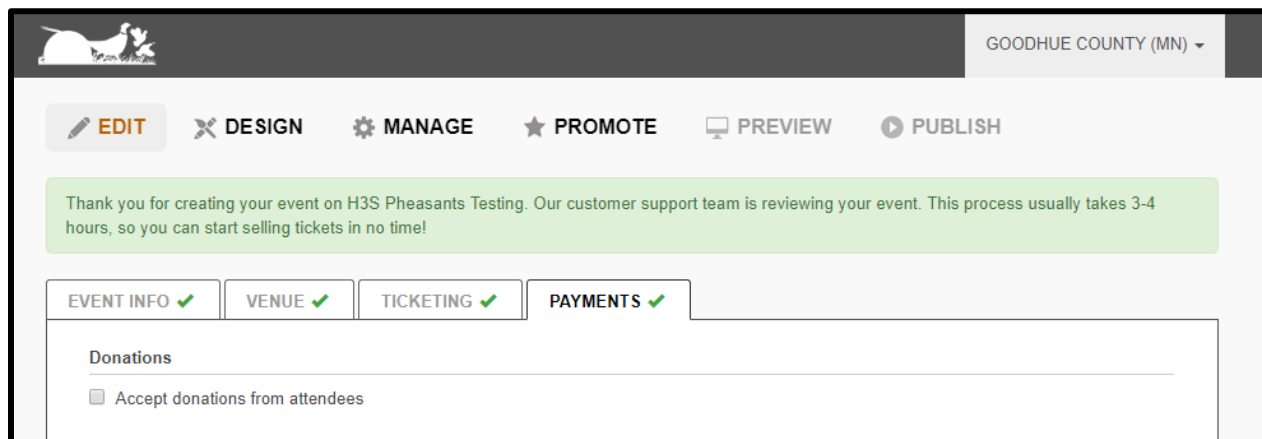 GOODHUE COUNTY (MN)
EDIT DESIGN MANAGE PROMOTE PREVIEW PUBLISH
Thank you for creating your event on H3S Pheasants Testing. Our customer support team is reviewing your event. This process usually takes 3-4
hours, so you can start selling tickets in no time!
EVENT INFO VENUE TICKETING PAYMENTS
Donations
Accept donations from attendees